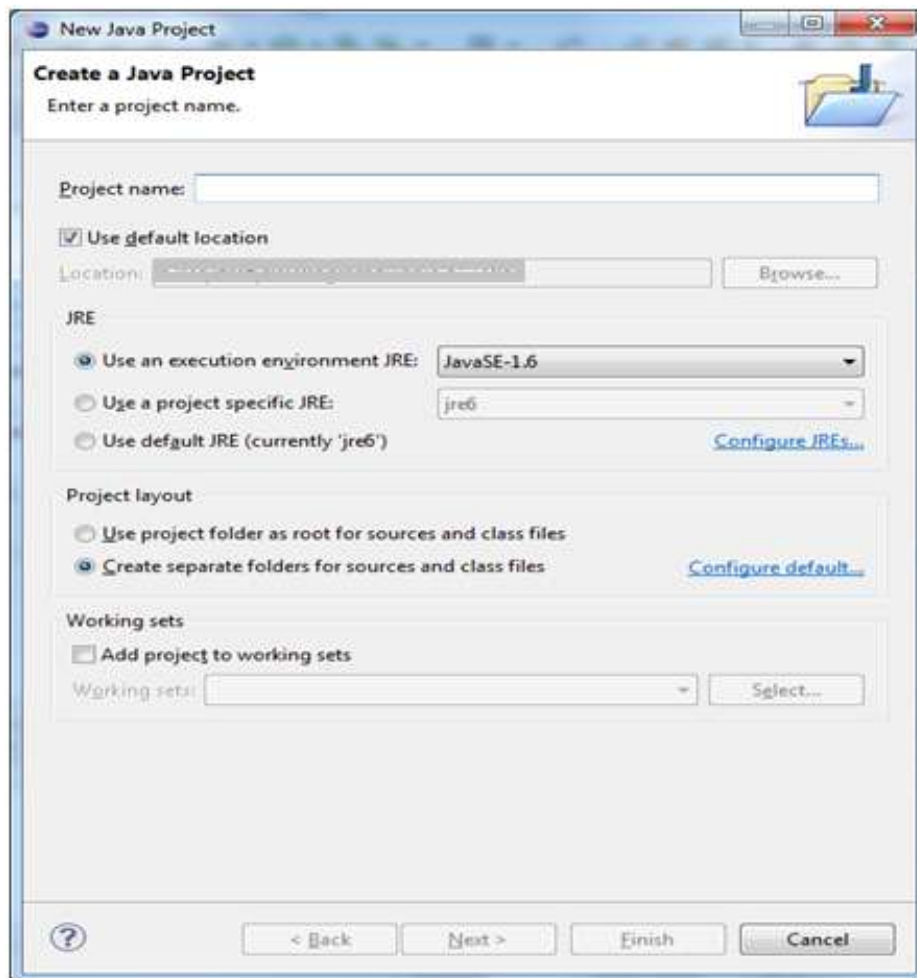 New Java Project
Create a Java Project
Enter a project name.
Project name:
Use default location
Location:
Browse...
JRE
Use an execution environment JRE:
JavaSE-1.6
Use a project specific JRE:
jre6
Use default JRE (currently 'jre6')
Configure JREs...
Project layout
Use project folder as root for sources and class files
Create separate folders for sources and class files
Configure default...
Working sets
Add project to working sets
Working sets:
Select...
?
< Back
Next >
Finish
Cancel